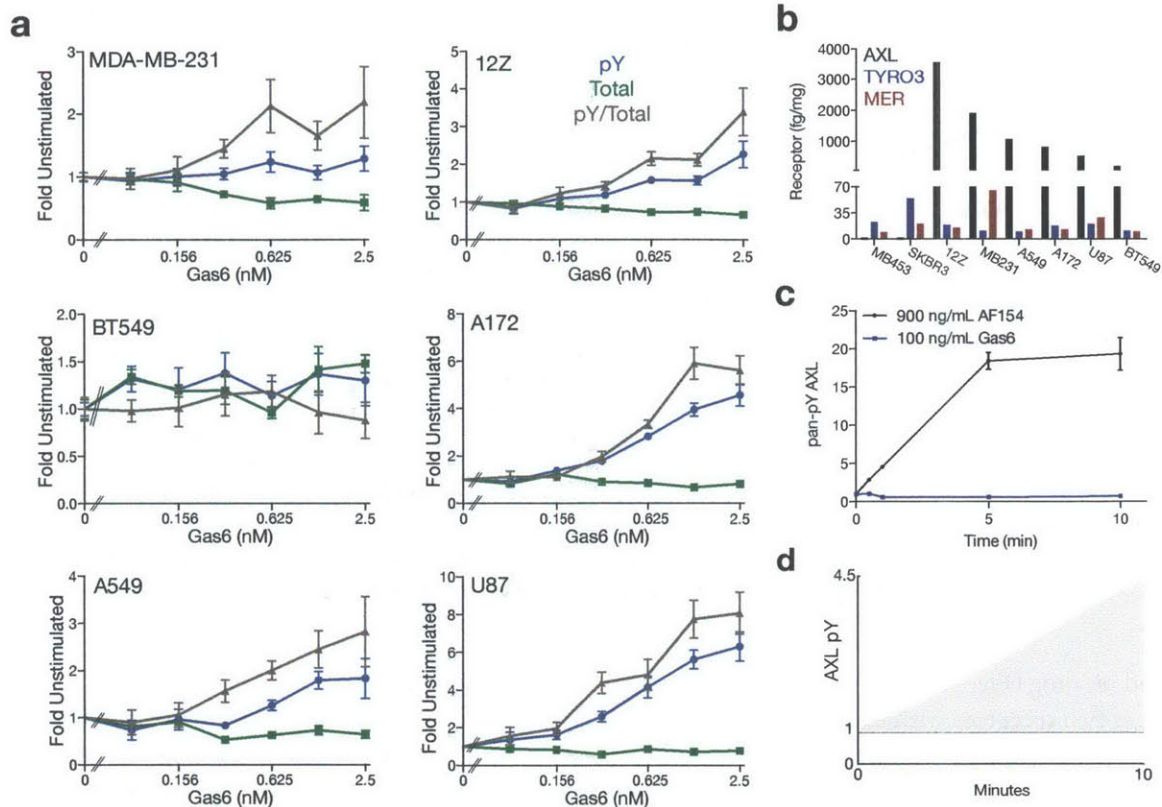 a
MDA-MB-231
Fold Unstimulated
3
2
1
0
0
0.156
0.625
2.5
Gas6 (nM)
12Z
pY
Total
pY/Total
Fold Unstimulated
5
4
3
2
1
0
0
0.156
0.625
2.5
Gas6 (nM)
BT549
Fold Unstimulated
2.0
1.5
1.0
0.5
0.0
0
0.156
0.625
2.5
Gas6 (nM)
A172
Fold Unstimulated
8
6
4
2
0
0
0.156
0.625
2.5
Gas6 (nM)
A549
Fold Unstimulated
4
3
2
1
0
0
0.156
0.625
2.5
Gas6 (nM)
U87
Fold Unstimulated
10
8
6
4
2
0
0
0.156
0.625
2.5
Gas6 (nM)
b
AXL
TYRO3
MER
Receptor (fg/mg)
4000
3000
2000
1000
70
35
0
MB453
SKBR3
12Z
MB231
A549
A172
U87
BT549
c
900 ng/mL AF154
100 ng/mL Gas6
pan-pY AXL
25
20
15
10
5
0
0
5
10
Time (min)
d
AXL pY
4.5
1
0
10
Minutes